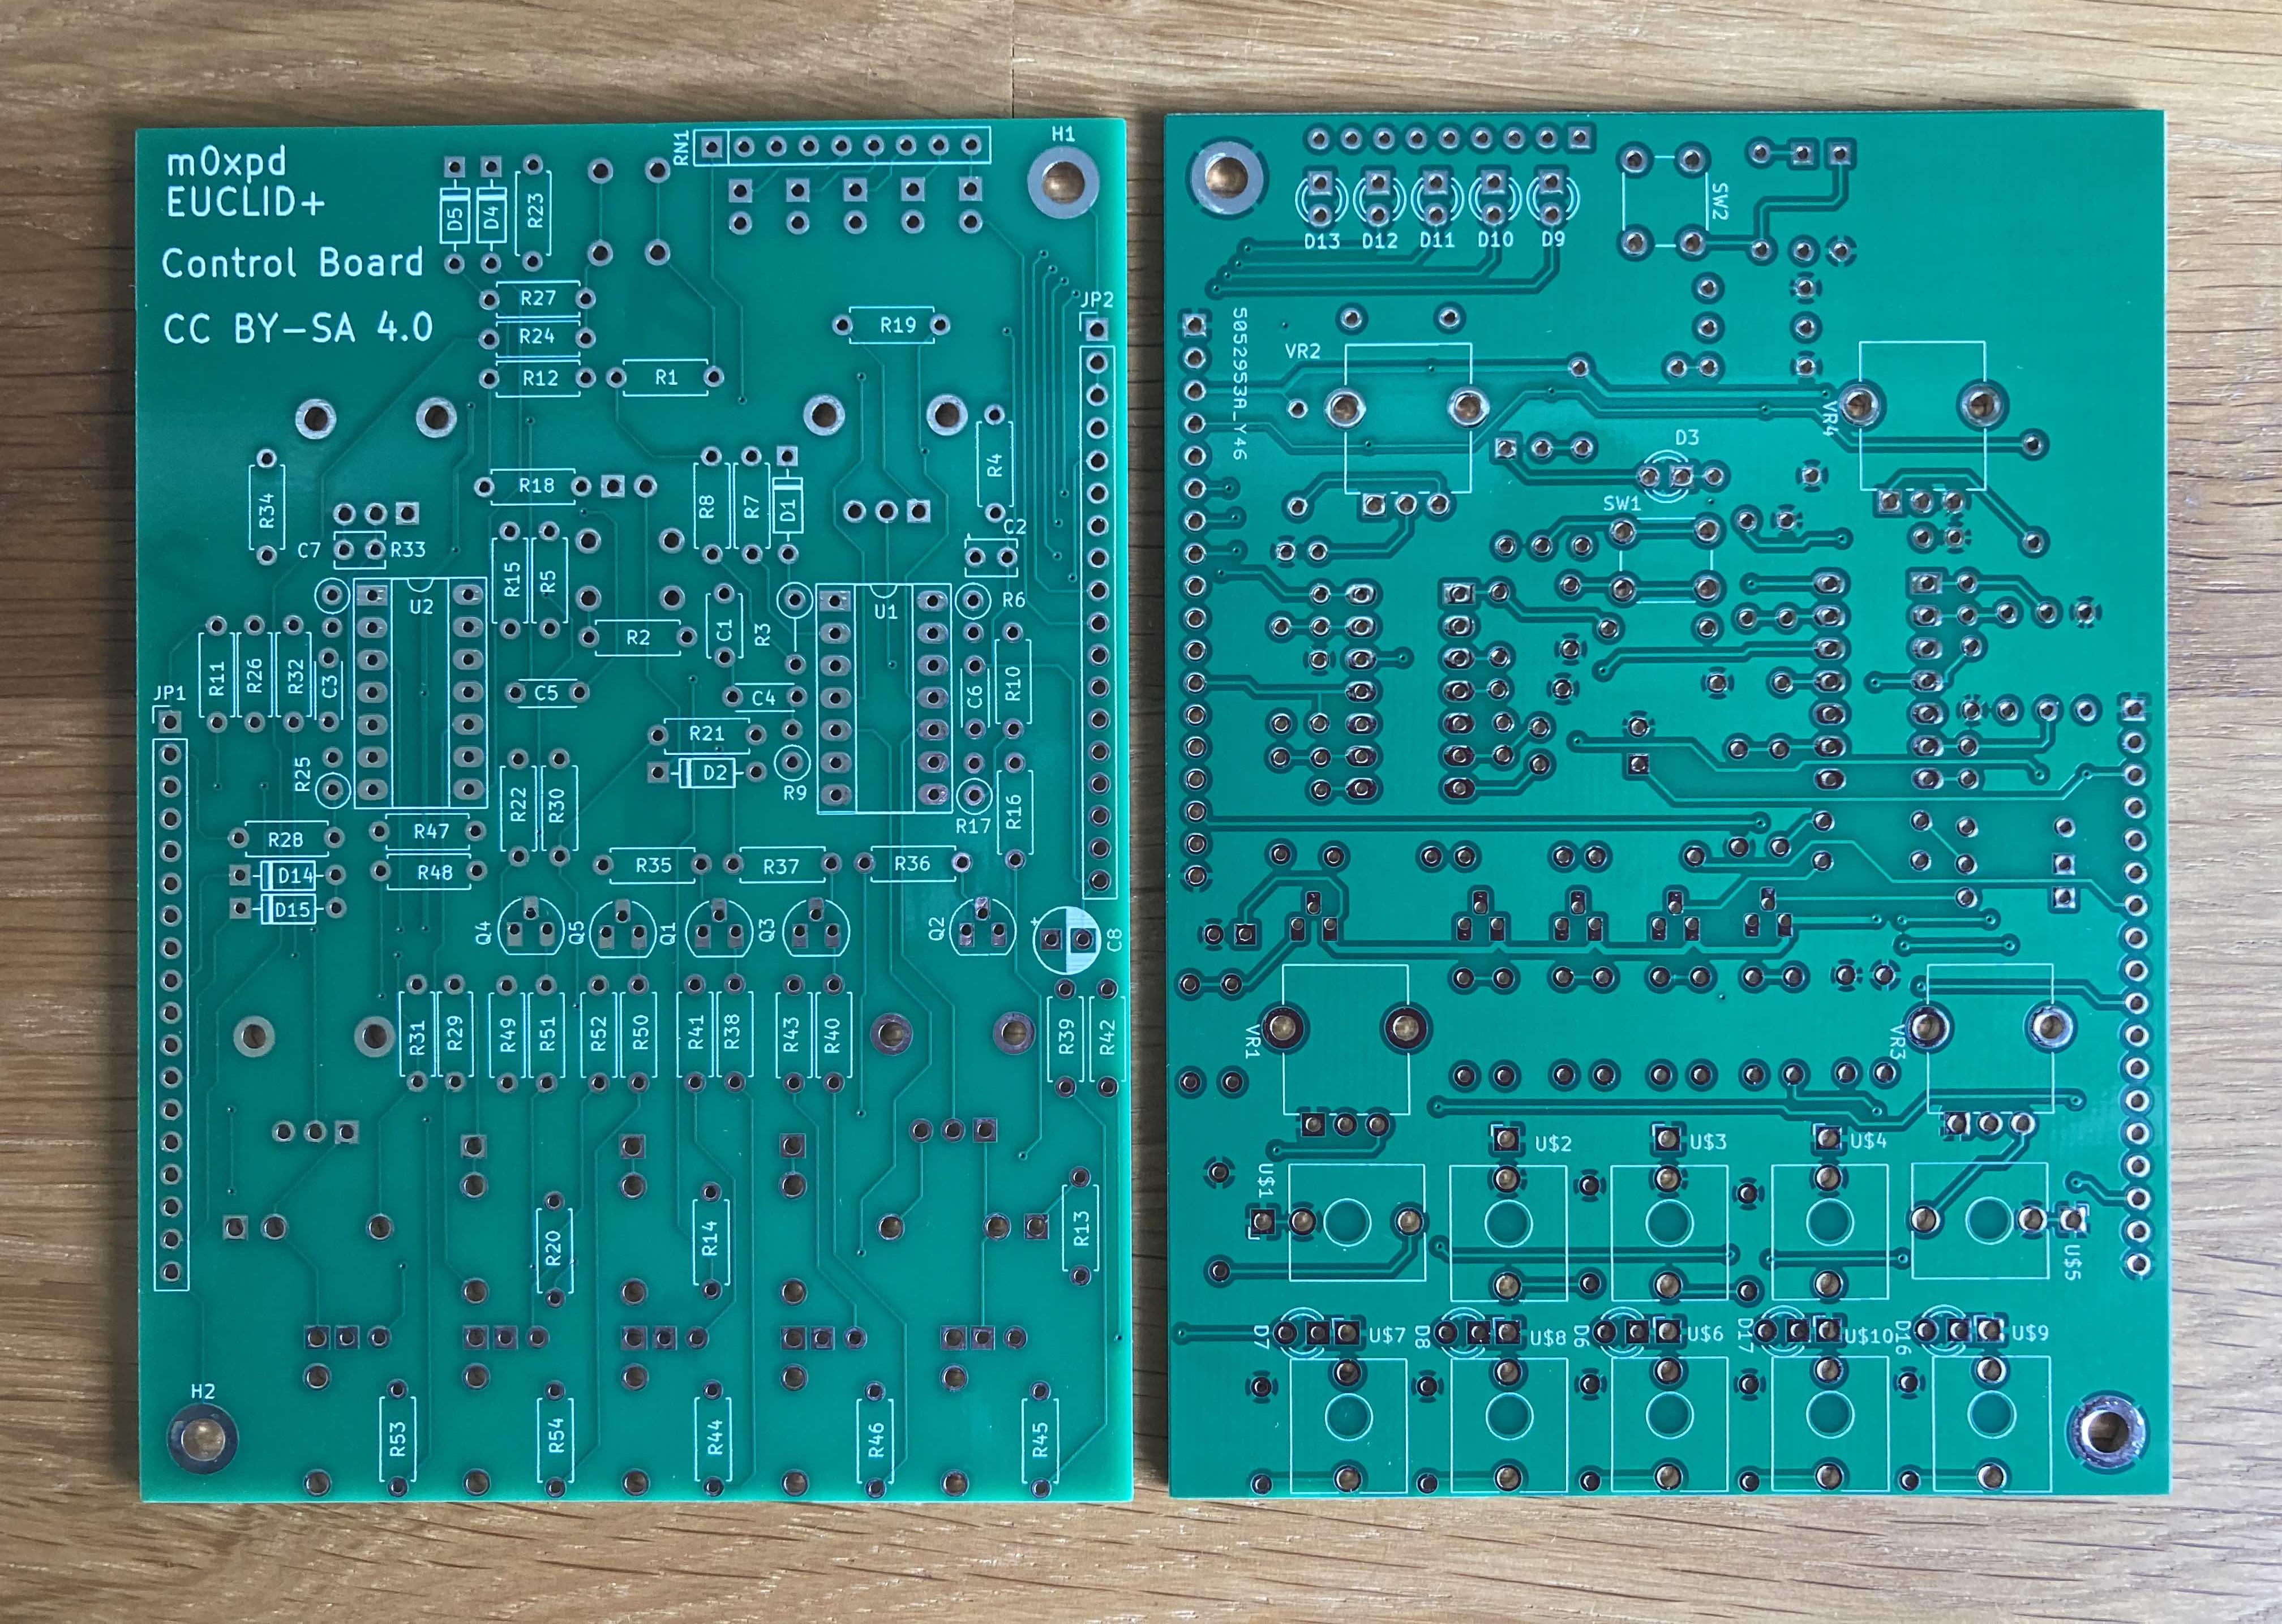 m0xpd
EUCLID+
Control Board
CC BY-SA 4.0
D5
D4
R23
RN1
H1
R27
R24
R12
R1
R19
JP2
R34
R18
R8
R7
D1
R4
C2
C7
R33
U2
R15
R5
R2
C1
R3
U1
R6
R11
R26
R32
C3
JP1
C5
C4
C6
R10
R21
D2
R25
R22
R30
R9
R17
R16
R28
R47
R48
D14
D15
R35
R37
R36
Q4
Q5
Q1
Q3
Q2
+
C8
R31
R29
R49
R51
R52
R50
R41
R38
R43
R40
R39
R42
R20
R14
R13
H2
R53
R54
R44
R46
R45
D13
D12
D11
D10
D9
SW2
5052953A_Y46
VR2
VR4
D3
SW1
VR1
VR3
U$1
U$2
U$3
U$4
U$5
D7
U$7
D8
U$8
D6
U$6
D17
U$10
D16
U$9